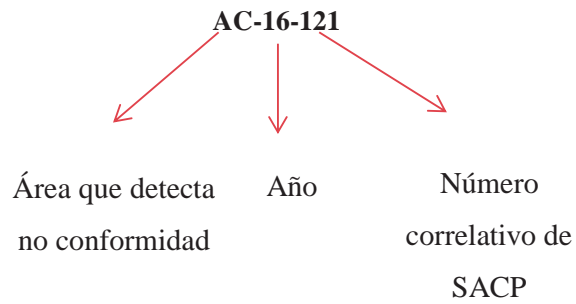 AC-16-121
Área que detecta
no conformidad
Año
Número
correlativo de
SACP